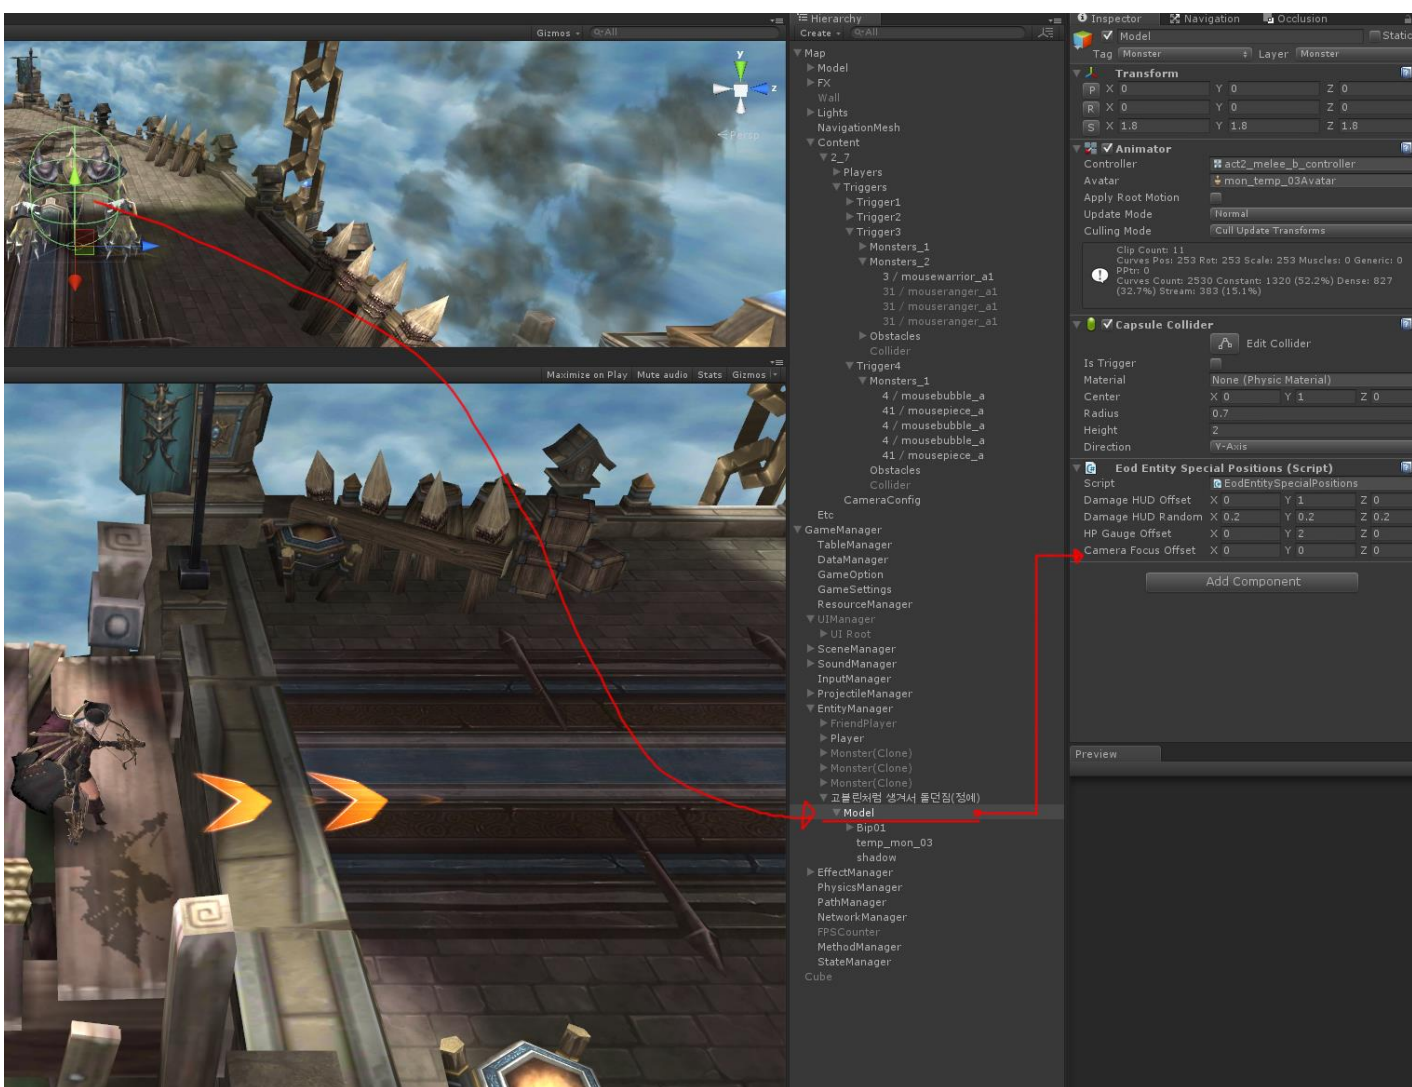 Gizmos
All
y
z
Persp
Maximize on Play Mute audio Stats Gizmos
Hierarchy
Create
All
Map
Model
FX
Wall
Lights
NavigationMesh
Content
2_7
Players
Triggers
Trigger1
Trigger2
Trigger3
Monsters_1
Monsters_2
3 / mousewarrior_a1
31 / mouseranger_a1
31 / mouseranger_a1
31 / mouseranger_a1
Obstacles
Collider
Trigger4
Monsters_1
4 / mousebubble_a
41 / mousepiece_a
4 / mousebubble_a
4 / mousebubble_a
41 / mousepiece_a
Obstacles
Collider
CameraConfig
Etc
GameManager
TableManager
DataManager
GameOption
GameSettings
ResourceManager
UIManager
UI Root
SceneManager
SoundManager
InputManager
ProjectileManager
EntityManager
FriendPlayer
Player
Monster(Clone)
Monster(Clone)
Monster(Clone)
고블린처럼 생겨서 돌던짐(정예)
Model
Bip01
temp_mon_03
shadow
EffectManager
PhysicsManager
PathManager
NetworkManager
FPSCounter
MethodManager
StateManager
Cube
Inspector Navigation Occlusion
Model Static
Tag Monster Layer Monster
Transform
P X 0 Y 0 Z 0
R X 0 Y 0 Z 0
S X 1.8 Y 1.8 Z 1.8
Animator
Controller act2_melee_b_controller
Avatar mon_temp_03Avatar
Apply Root Motion
Update Mode Normal
Culling Mode Cull Update Transforms
Clip Count: 11
Curves Pos: 253 Rot: 253 Scale: 253 Muscles: 0 Generic: 0
PPtr: 0
Curves Count: 2530 Constant: 1320 (52.2%) Dense: 827
(32.7%) Stream: 383 (15.1%)
Capsule Collider
Edit Collider
Is Trigger
Material None (Physic Material)
Center X 0 Y 1 Z 0
Radius 0.7
Height 2
Direction Y-Axis
Eod Entity Special Positions (Script)
Script EodEntitySpecialPositions
Damage HUD Offset X 0 Y 1 Z 0
Damage HUD Random X 0.2 Y 0.2 Z 0.2
HP Gauge Offset X 0 Y 2 Z 0
Camera Focus Offset X 0 Y 0 Z 0
Add Component
Preview